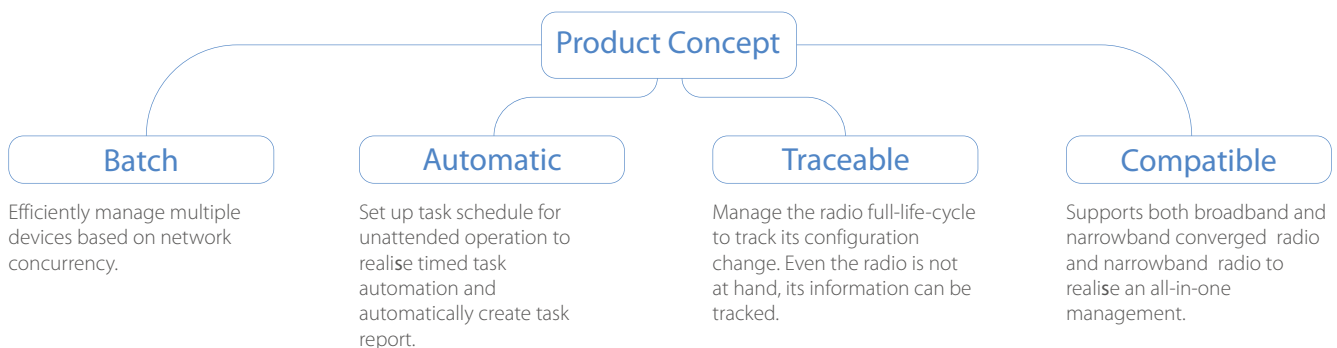 Product Concept
Batch
Efficiently manage multiple
devices based on network
concurrency.
Automatic
Set up task schedule for
unattended operation to
realise timed task
automation and
automatically create task
report.
Traceable
Manage the radio full-life-cycle
to track its configuration
change. Even the radio is not
at hand, its information can be
tracked.
Compatible
Supports both broadband and
narrowband converged radio
and narrowband radio to
realise an all-in-one
management.